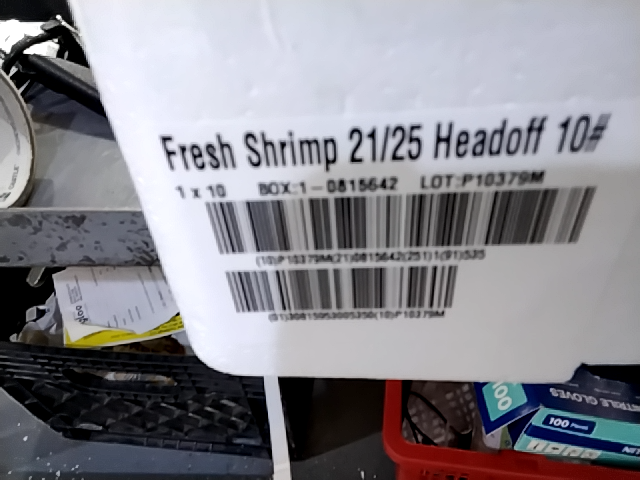 Fresh Shrimp 21/25 Headoff 10#
1 x 10 BOX:1-0815642 LOT:P10379M
(10)P10379M(21)0815642(251)1(91)535
100
NITRILE GLOVES
100